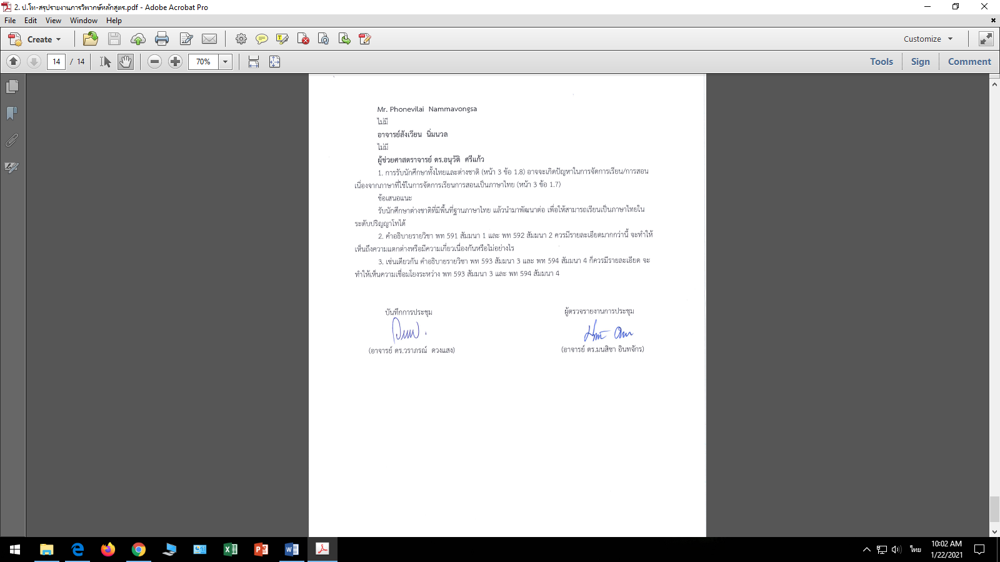 2. ป.โท-สรุปรายงานการวิพากษ์หลักสูตร.pdf - Adobe Acrobat Pro
File Edit View Window Help
Create Customize
14 / 14 70% Tools Sign Comment
Mr. Phonevilai Nammavongsa
ไม่มี
อาจารย์สังเวียน นิ่มนวล
ไม่มี
ผู้ช่วยศาสตราจารย์ ดร.อนุวัติ ศรีแก้ว
1. การรับนักศึกษาทั้งไทยและต่างชาติ (หน้า 3 ข้อ 1.8) อาจจะเกิดปัญหาในการจัดการเรียน/การสอน
เนื่องจากภาษาที่ใช้ในการจัดการเรียนการสอนเป็นภาษาไทย (หน้า 3 ข้อ 1.7)
ข้อเสนอแนะ
รับนักศึกษาต่างชาติที่มีพื้นที่ฐานภาษาไทย แล้วนำมาพัฒนาต่อ เพื่อให้สามารถเรียนเป็นภาษาไทยใน
ระดับปริญญาโทได้
2. คำอธิบายรายวิชา พท 591 สัมมนา 1 และ พท 592 สัมมนา 2 ควรมีรายละเอียดมากกว่านี้ จะทำให้
เห็นถึงความแตกต่างหรือมีความเกี่ยวเนื่องกันหรือไม่อย่างไร
3. เช่นเดียวกัน คำอธิบายรายวิชา พท 593 สัมมนา 3 และ พท 594 สัมมนา 4 ก็ควรมีรายละเอียด จะ
ทำให้เห็นความเชื่อมโยงระหว่าง พท 593 สัมมนา 3 และ พท 594 สัมมนา 4
บันทึกการประชุม ผู้ตรวจรายงานการประชุม
(อาจารย์ ดร.วราภรณ์ ดวงแสง) (อาจารย์ ดร.มนสิชา อินทจักร)
ไทย 10:02 AM
1/22/2021